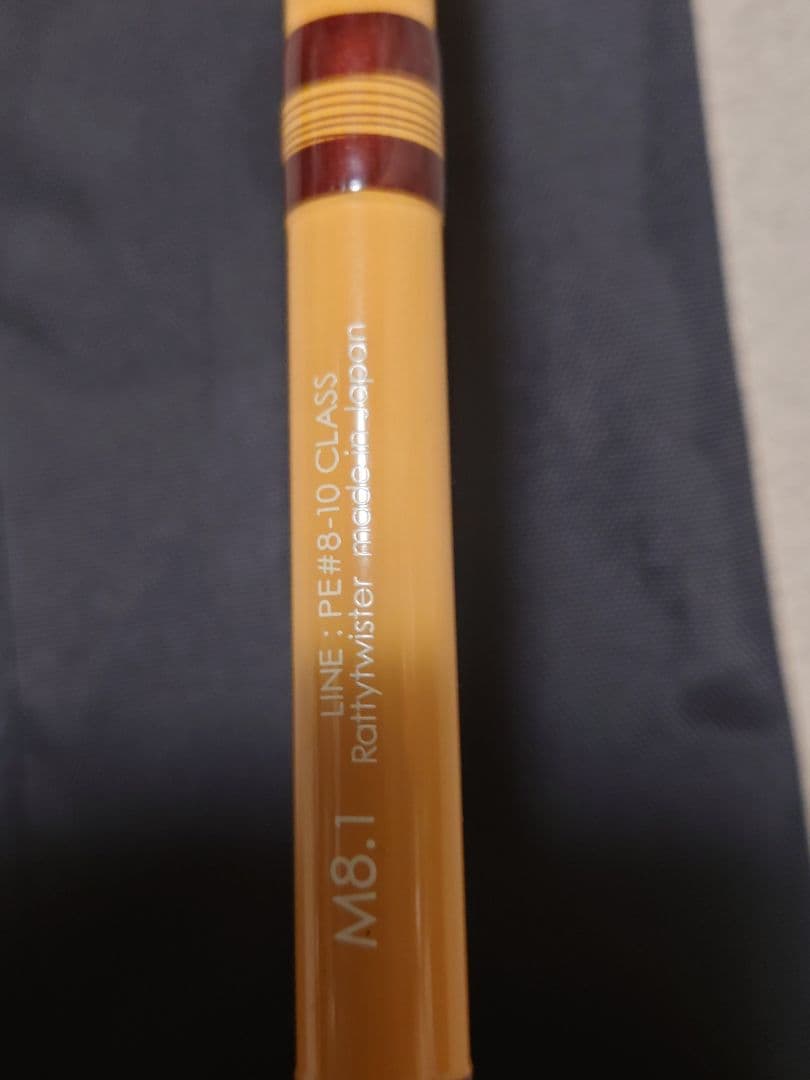 M8.1
LINE : PE#8-10 CLASS
Rattytwister made in Japan